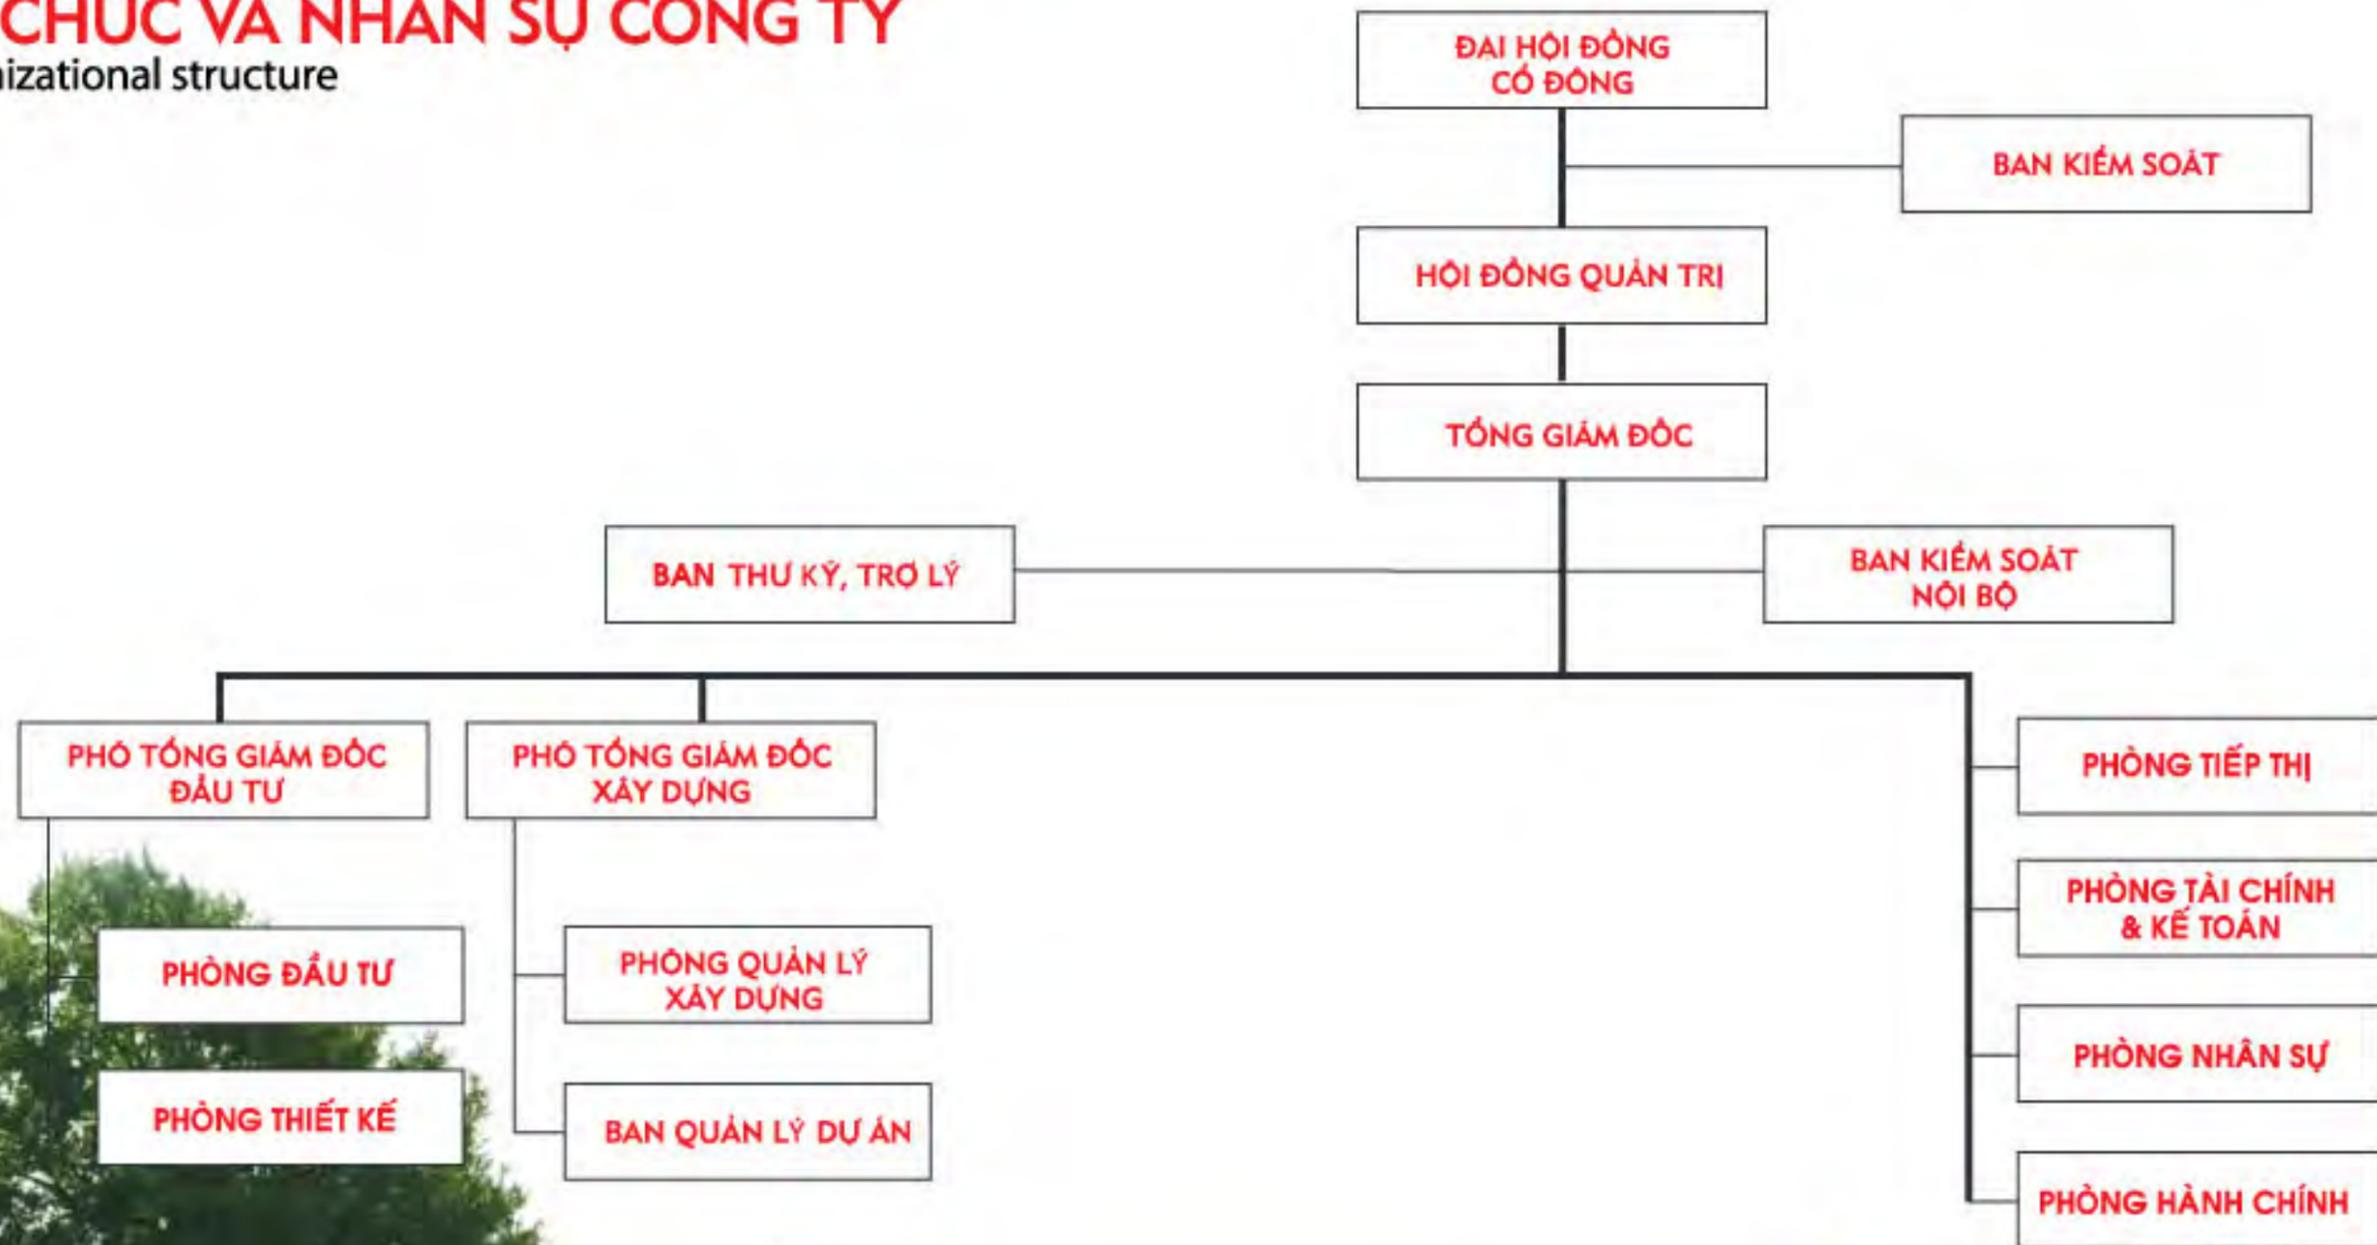 CHỨC VÀ NHÂN SỰ CÔNG TY
nizational structure
ĐẠI HỘI ĐỒNG
CỔ ĐÔNG
BAN KIỂM SOÁT
HỘI ĐỒNG QUẢN TRỊ
TỔNG GIÁM ĐỐC
BAN THƯ KÝ, TRỢ LÝ
BAN KIỂM SOÁT
NỘI BỘ
PHÓ TỔNG GIÁM ĐỐC
ĐẦU TƯ
PHÓ TỔNG GIÁM ĐỐC
XÂY DỰNG
PHÒNG TIẾP THỊ
PHÒNG TÀI CHÍNH
& KẾ TOÁN
PHÒNG ĐẦU TƯ
PHÒNG QUẢN LÝ
XÂY DỰNG
PHÒNG NHÂN SỰ
PHÒNG THIẾT KẾ
BAN QUẢN LÝ DỰ ÁN
PHÒNG HÀNH CHÍNH